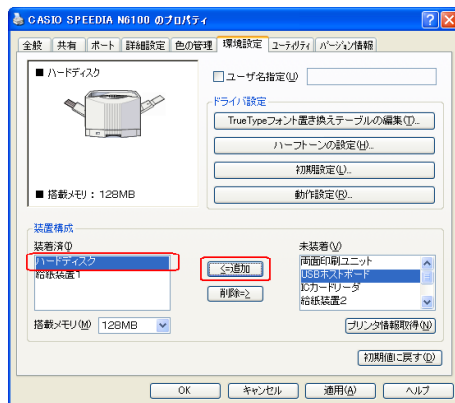 CASIO SPEEDIA N6100 のプロパティ
全般 共有 ポート 詳細設定 色の管理 環境設定 ユーティリティ バージョン情報
■ ハードディスク
■ 搭載メモリ : 128MB
ユーザ名指定(U)
ドライバ設定
TrueTypeフォント置き換えテーブルの編集(T)...
ハーフトーンの設定(H)...
初期設定(L)...
動作設定(R)...
装置構成
装着済(I)
ハードディスク
給紙装置1
<=追加
削除=>
未装着(V)
両面印刷ユニット
USBホストボード
ICカードリーダ
給紙装置2
搭載メモリ(M) 128MB
プリンタ情報取得(N)
初期値に戻す(D)
OK キャンセル 適用(A) ヘルプ